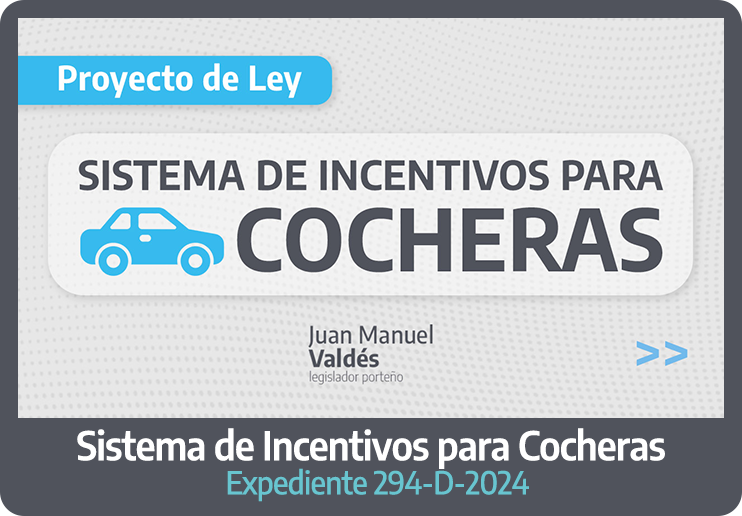 Proyecto de Ley
SISTEMA DE INCENTIVOS PARA
COCHERAS
Juan Manuel
Valdés
legislador porteño
>>
Sistema de Incentivos para Cocheras
Expediente 294-D-2024